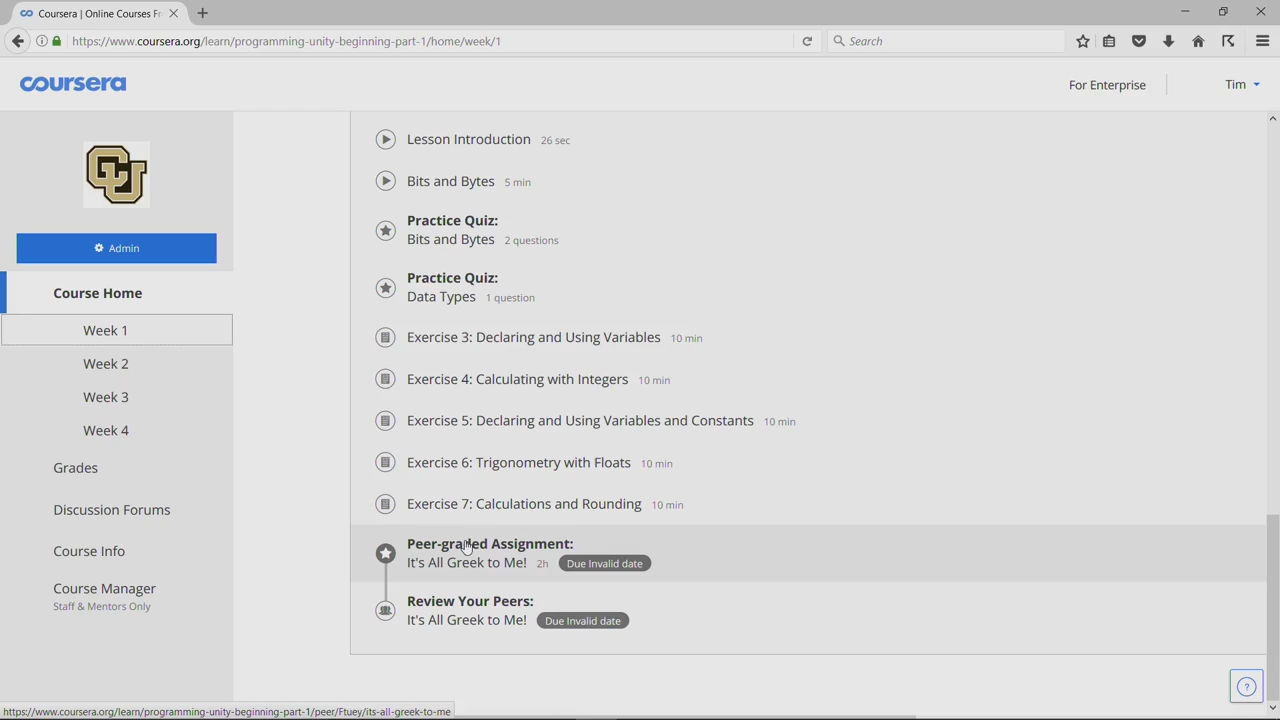 Coursera | Online Courses Fr
https://www.coursera.org/learn/programming-unity-beginning-part-1/home/week/1
Search
coursera
For Enterprise
Tim
CU
Admin
Course Home
Week 1
Week 2
Week 3
Week 4
Grades
Discussion Forums
Course Info
Course Manager
Staff & Mentors Only
Lesson Introduction 26 sec
Bits and Bytes 5 min
Practice Quiz:
Bits and Bytes 2 questions
Practice Quiz:
Data Types 1 question
Exercise 3: Declaring and Using Variables 10 min
Exercise 4: Calculating with Integers 10 min
Exercise 5: Declaring and Using Variables and Constants 10 min
Exercise 6: Trigonometry with Floats 10 min
Exercise 7: Calculations and Rounding 10 min
Peer-graded Assignment:
It's All Greek to Me! 2h Due Invalid date
Review Your Peers:
It's All Greek to Me! Due Invalid date
https://www.coursera.org/learn/programming-unity-beginning-part-1/peer/Ftuey/its-all-greek-to-me